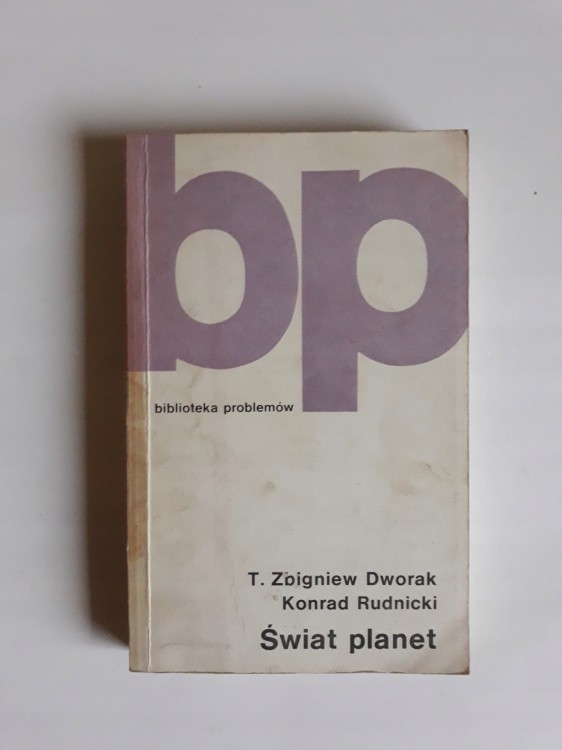 bp
biblioteka problemów
T. Zbigniew Dworak
Konrad Rudnicki
Świat planet